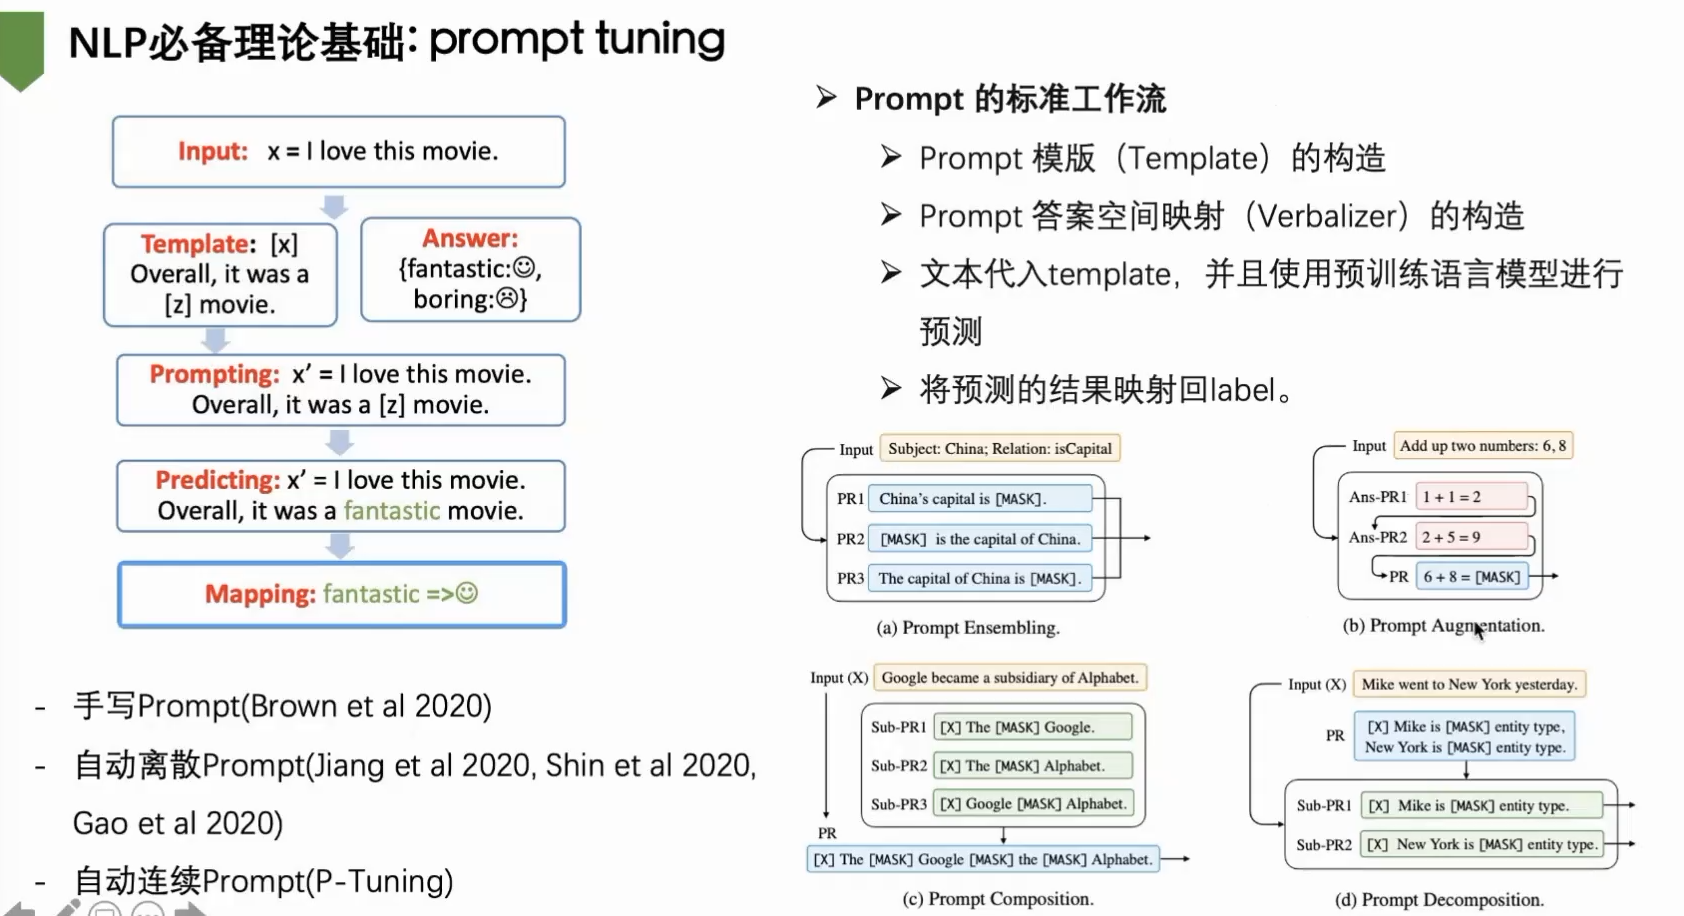 NLP必备理论基础: prompt tuning
Input: x = I love this movie.
Template: [x]
Overall, it was a
[z] movie.
Answer:
{fantastic:☺,
boring:☹}
Prompting: x’ = I love this movie.
Overall, it was a [z] movie.
Predicting: x’ = I love this movie.
Overall, it was a fantastic movie.
Mapping: fantastic =>☺
- 手写Prompt(Brown et al 2020)
- 自动离散Prompt(Jiang et al 2020, Shin et al 2020,
Gao et al 2020)
- 自动连续Prompt(P-Tuning)
➢ Prompt 的标准工作流
➢ Prompt 模版（Template）的构造
➢ Prompt 答案空间映射（Verbalizer）的构造
➢ 文本代入template，并且使用预训练语言模型进行
预测
➢ 将预测的结果映射回label。
Input Subject: China; Relation: isCapital
PR1 China’s capital is [MASK].
PR2 [MASK] is the capital of China.
PR3 The capital of China is [MASK].
(a) Prompt Ensembling.
Input Add up two numbers: 6, 8
Ans-PR1 1 + 1 = 2
Ans-PR2 2 + 5 = 9
PR 6 + 8 = [MASK]
(b) Prompt Augmentation.
Input (X) Google became a subsidiary of Alphabet.
Sub-PR1 [X] The [MASK] Google.
Sub-PR2 [X] The [MASK] Alphabet.
Sub-PR3 [X] Google [MASK] Alphabet.
PR
[X] The [MASK] Google [MASK] the [MASK] Alphabet.
(c) Prompt Composition.
Input (X) Mike went to New York yesterday.
PR [X] Mike is [MASK] entity type,
New York is [MASK] entity type.
Sub-PR1 [X] Mike is [MASK] entity type.
Sub-PR2 [X] New York is [MASK] entity type.
(d) Prompt Decomposition.